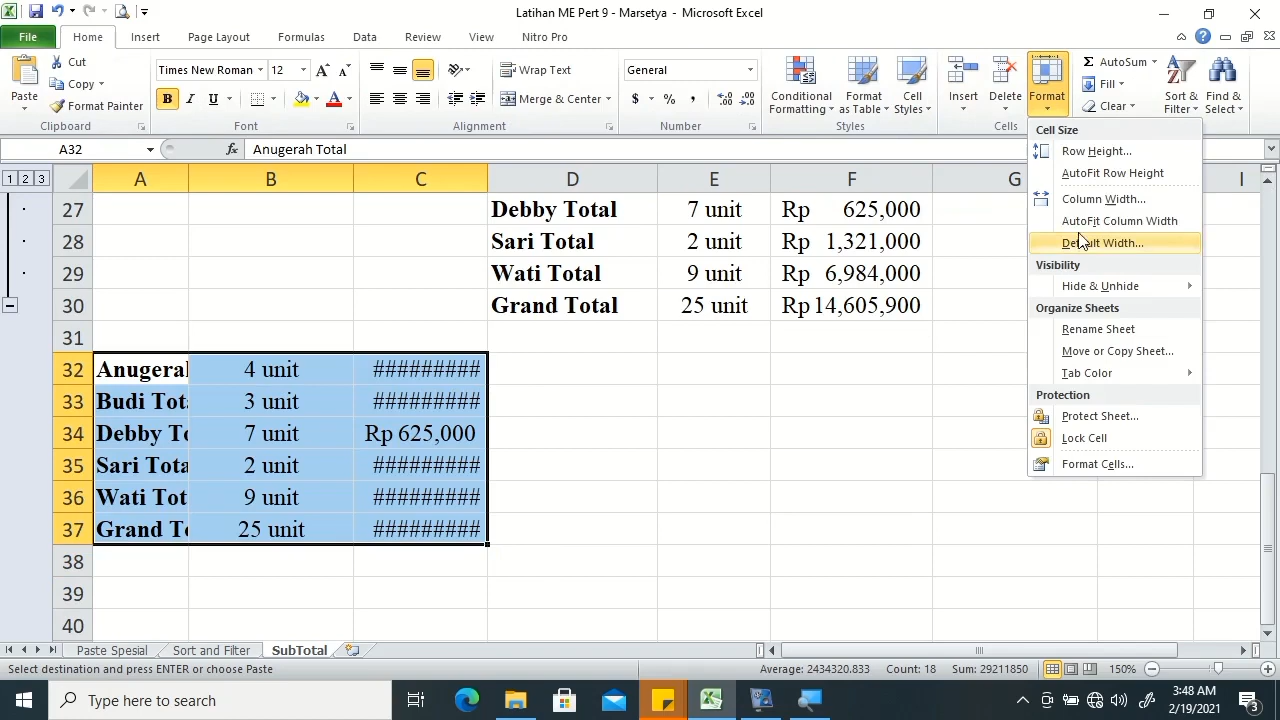 Latihan ME Pert 9 - Marsetya - Microsoft Excel
File Home Insert Page Layout Formulas Data Review View Nitro Pro
Paste
Cut
Copy
Format Painter
Clipboard
Times New Roman 12
B I U
Font
Wrap Text
Merge & Center
Alignment
General
$ % ,
Number
Conditional Formatting
Format as Table
Cell Styles
Styles
Insert Delete Format
Cells
AutoSum
Fill
Clear
Sort & Filter
Find & Select
A32 fx Anugerah Total
1 2 3 A B C D E F G I
27 Debby Total 7 unit Rp 625,000
28 Sari Total 2 unit Rp 1,321,000
29 Wati Total 9 unit Rp 6,984,000
30 Grand Total 25 unit Rp 14,605,900
31
32 Anugeral 4 unit #########
33 Budi Tota 3 unit #########
34 Debby To 7 unit Rp 625,000
35 Sari Tota 2 unit #########
36 Wati Tot 9 unit #########
37 Grand To 25 unit #########
38
39
40
Cell Size
Row Height...
AutoFit Row Height
Column Width...
AutoFit Column Width
Default Width...
Visibility
Hide & Unhide
Organize Sheets
Rename Sheet
Move or Copy Sheet...
Tab Color
Protection
Protect Sheet...
Lock Cell
Format Cells...
Paste Spesial Sort and Filter SubTotal
Select destination and press ENTER or choose Paste Average: 2434320.833 Count: 18 Sum: 29211850 150%
Type here to search
3:48 AM
2/19/2021
3